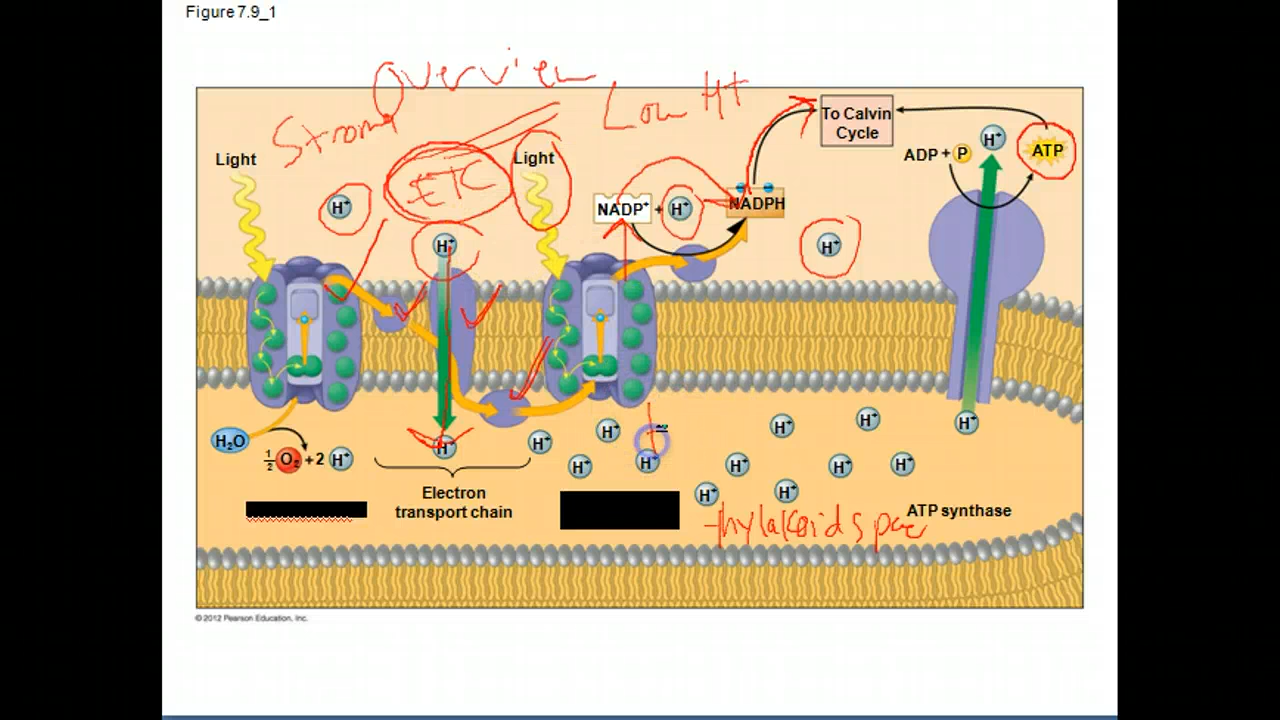 Figure 7.9_1
Overview
Stroma
Low H+
Light
ETC
Light
To Calvin
Cycle
H+
ATP
ADP + P
H+
NADP+ + H+
NADPH
H+
H+
H2O
1/2 O2 + 2 H+
H+
H+
H+
H+
H+
H+
H+
H+
H+
H+
H+
H+
H+
Electron
transport chain
ATP synthase
thylakoid space
© 2012 Pearson Education, Inc.